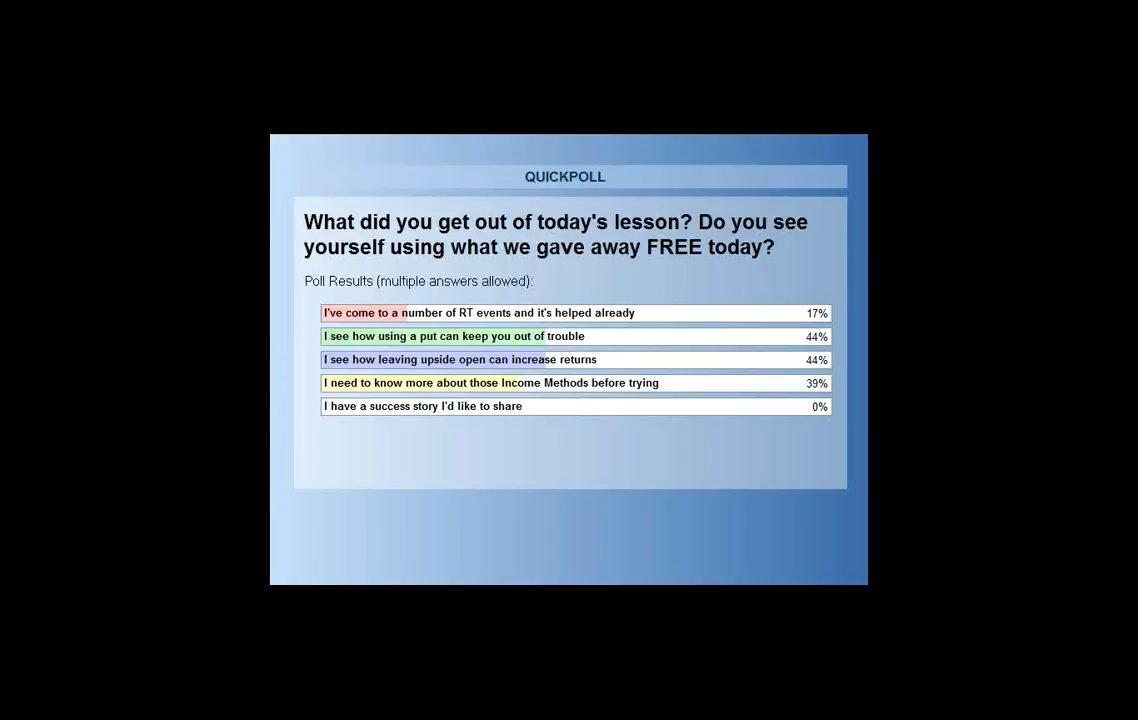 QUICKPOLL
What did you get out of today's lesson? Do you see
yourself using what we gave away FREE today?
Poll Results (multiple answers allowed):
I've come to a number of RT events and it's helped already 17%
I see how using a put can keep you out of trouble 44%
I see how leaving upside open can increase returns 44%
I need to know more about those Income Methods before trying 39%
I have a success story I'd like to share 0%